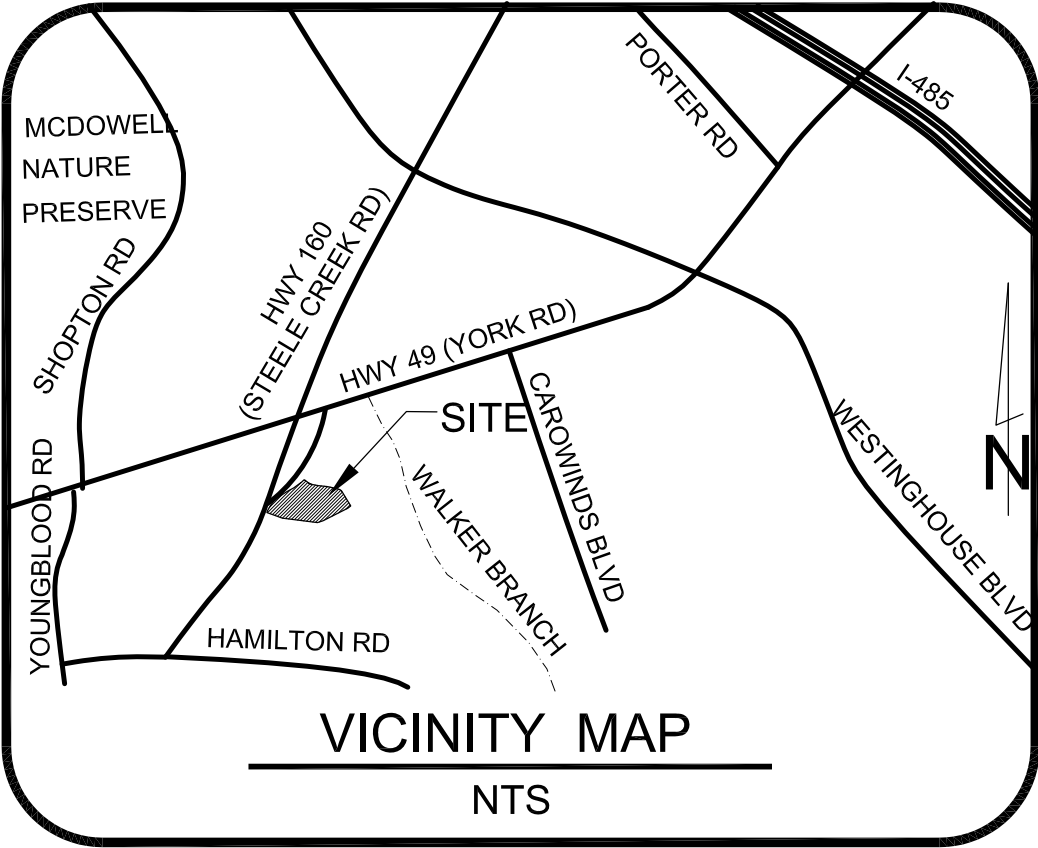 PORTER RD
I-485
MCDOWELL
NATURE
PRESERVE
SHOPTON RD
HWY 160
(STEELE CREEK RD)
HWY 49 (YORK RD)
SITE
CAROWINDS BLVD
WESTINGHOUSE BLVD
N
YOUNGBLOOD RD
WALKER BRANCH
HAMILTON RD
VICINITY MAP
NTS